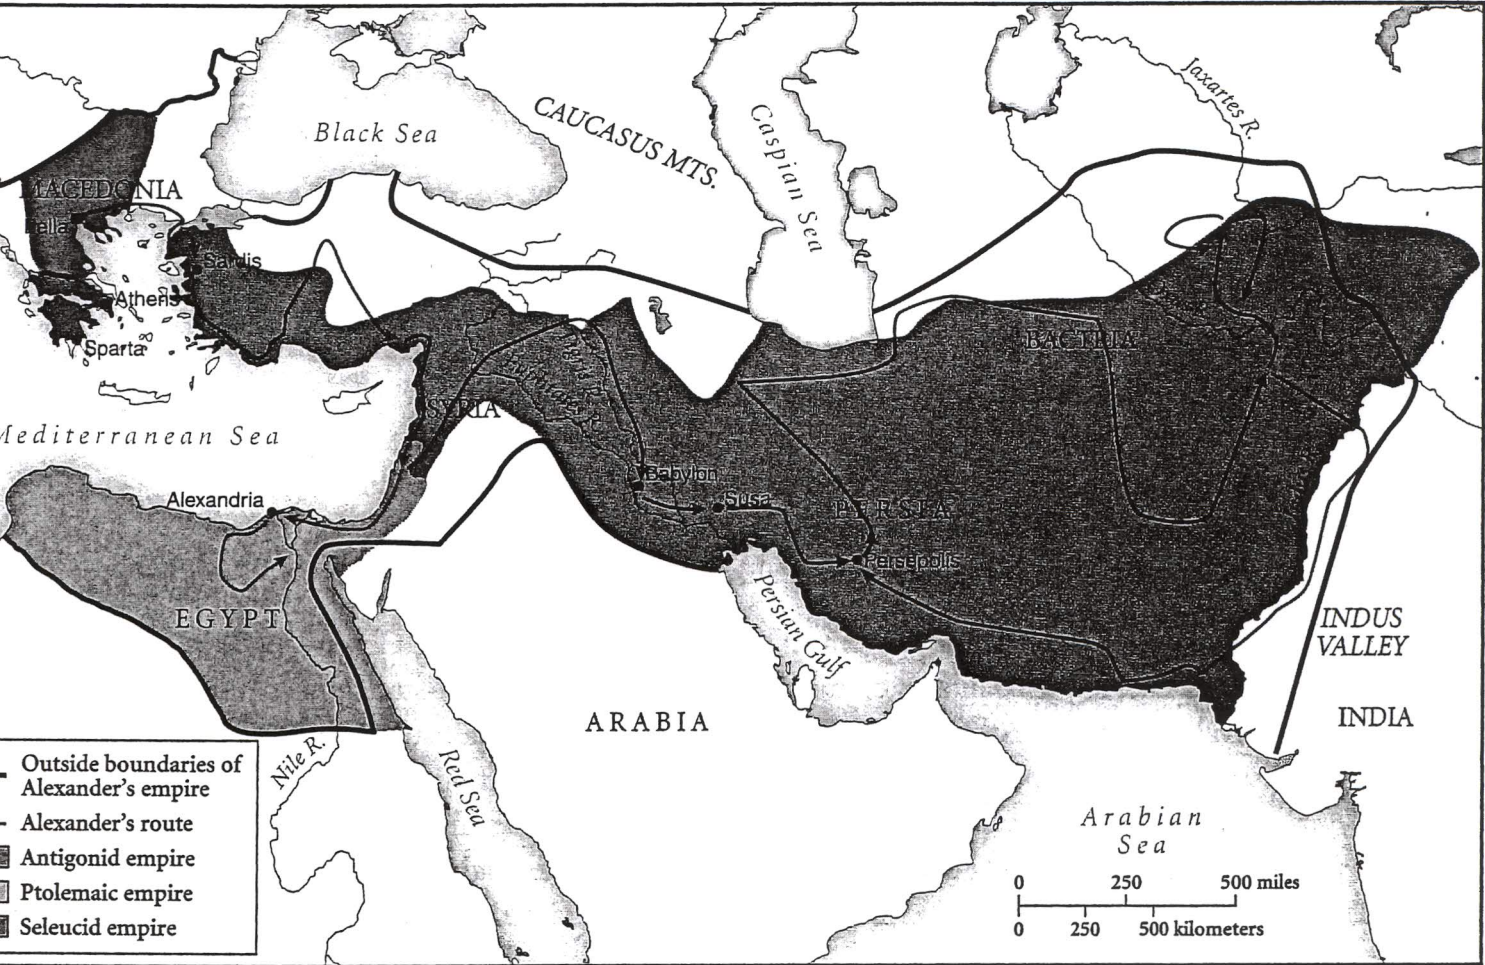 Black Sea
CAUCASUS MTS.
Caspian Sea
Jaxartes R.
MACEDONIA
Pella
Sardis
Athens
Sparta
BACTRIA
Tigris R.
Euphrates R.
SYRIA
Mediterranean Sea
Babylon
Alexandria
Susa
PERSIA
Persepolis
EGYPT
Persian Gulf
INDUS
VALLEY
ARABIA
INDIA
Nile R.
Red Sea
Arabian
Sea
Outside boundaries of
Alexander's empire
Alexander's route
Antigonid empire
Ptolemaic empire
Seleucid empire
0 250 500 miles
0 250 500 kilometers